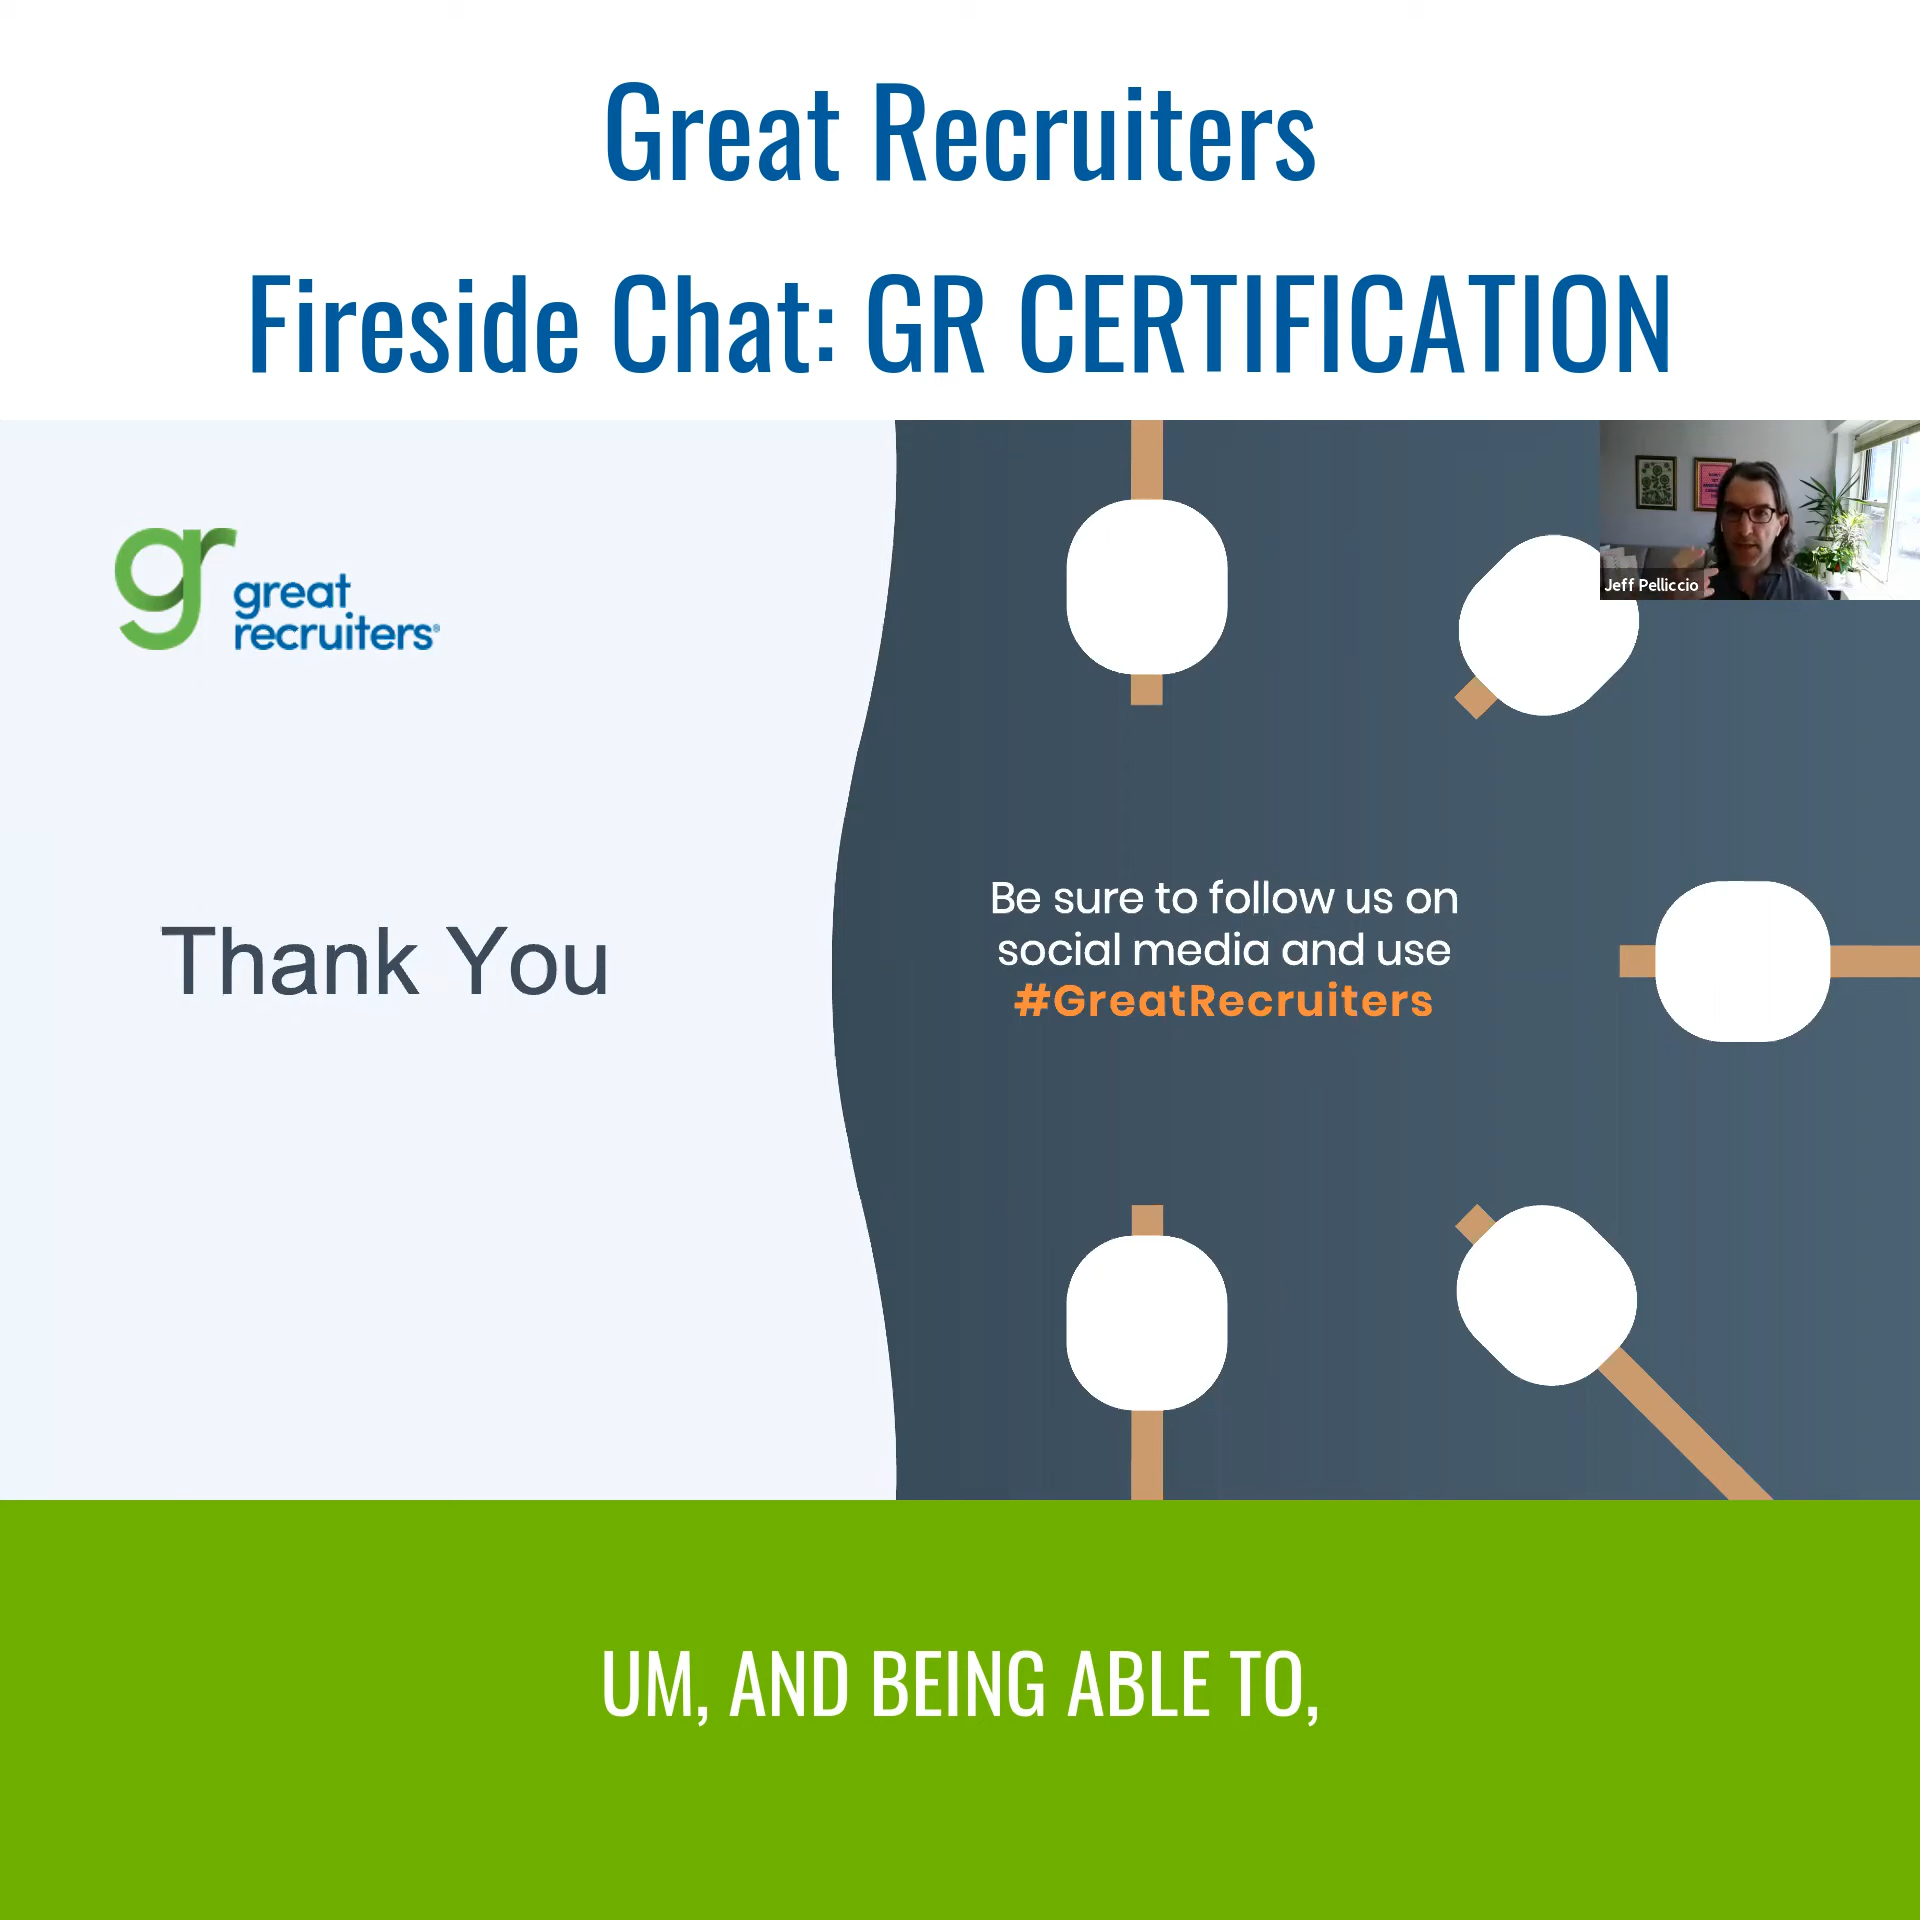 Great Recruiters
Fireside Chat: GR CERTIFICATION
gr great
recruiters®
Jeff Pelliccio
Thank You
Be sure to follow us on
social media and use
#GreatRecruiters
UM, AND BEING ABLE TO,